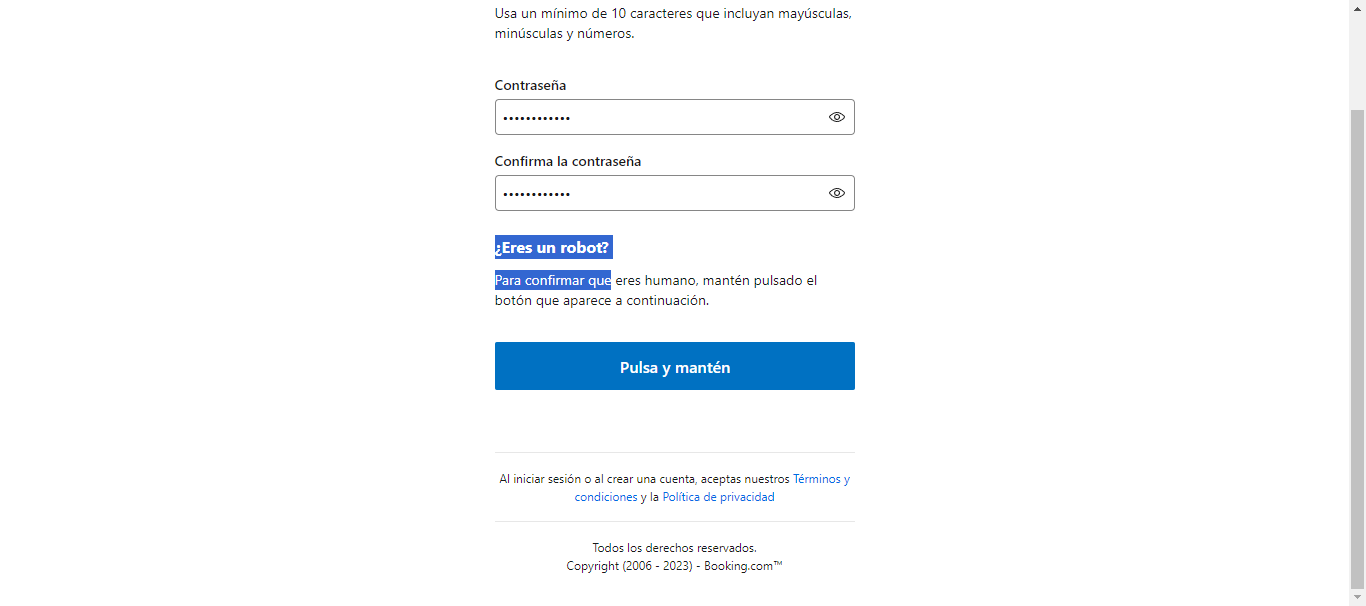 Usa un mínimo de 10 caracteres que incluyan mayúsculas,
minúsculas y números.
Contraseña
••••••••••••
Confirma la contraseña
••••••••••••
¿Eres un robot?
Para confirmar que eres humano, mantén pulsado el
botón que aparece a continuación.
Pulsa y mantén
Al iniciar sesión o al crear una cuenta, aceptas nuestros Términos y
condiciones y la Política de privacidad
Todos los derechos reservados.
Copyright (2006 - 2023) - Booking.com™